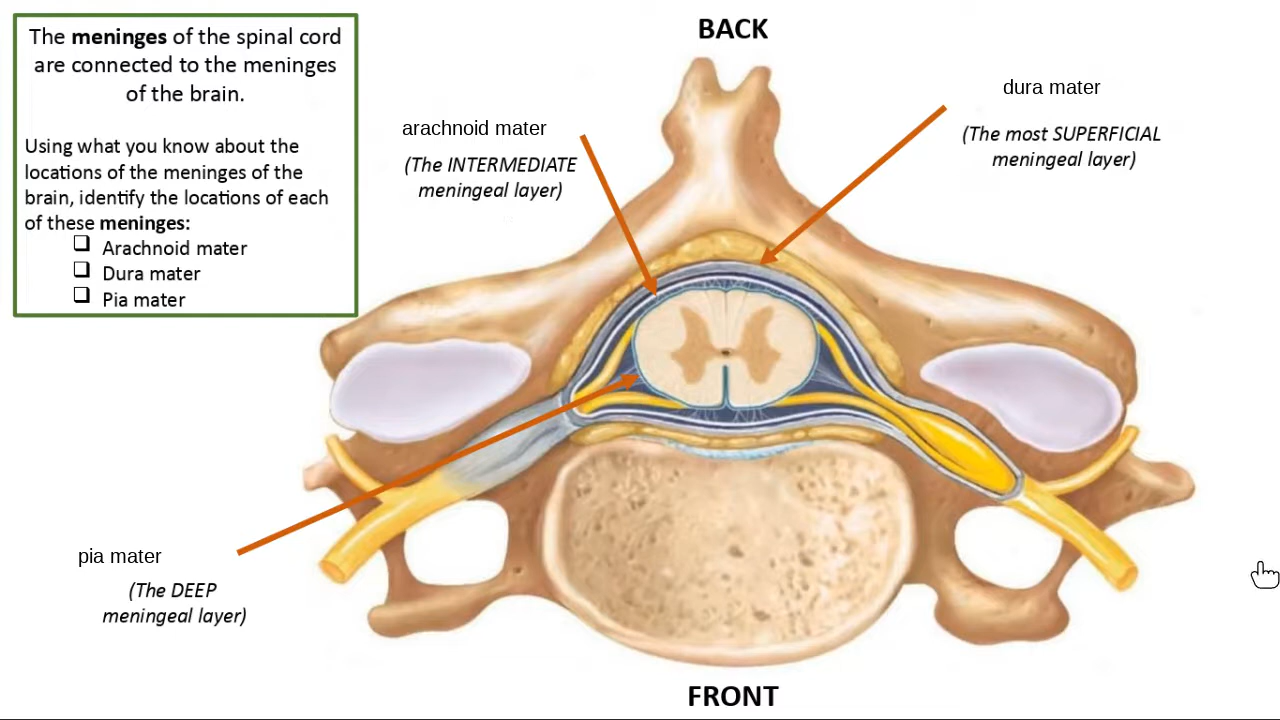 The meninges of the spinal cord
are connected to the meninges
of the brain.
Using what you know about the
locations of the meninges of the
brain, identify the locations of each
of these meninges:
❑ Arachnoid mater
❑ Dura mater
❑ Pia mater
BACK
arachnoid mater
(The INTERMEDIATE
meningeal layer)
dura mater
(The most SUPERFICIAL
meningeal layer)
pia mater
(The DEEP
meningeal layer)
FRONT